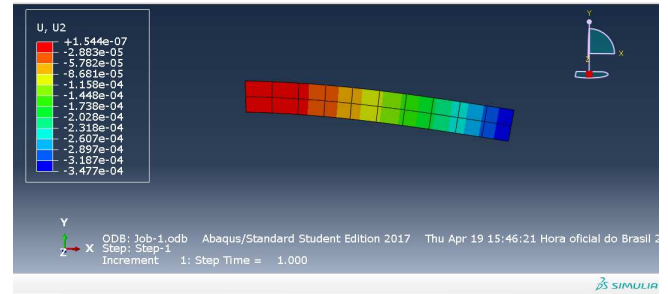 U, U2
+1.544e-07
-2.883e-05
-5.782e-05
-8.681e-05
-1.158e-04
-1.448e-04
-1.738e-04
-2.028e-04
-2.318e-04
-2.607e-04
-2.897e-04
-3.187e-04
-3.477e-04
Y
X
Z
Y
Z X
ODB: Job-1.odb Abaqus/Standard Student Edition 2017 Thu Apr 19 15:46:21 Hora oficial do Brasil 2
Step: Step-1
Increment 1: Step Time = 1.000
SIMULIA